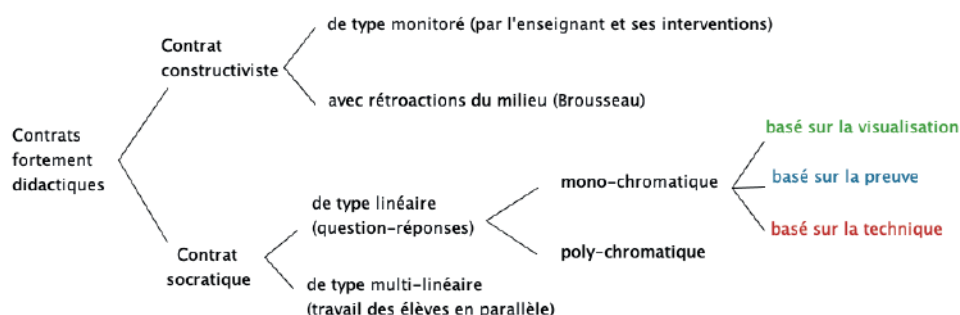 Contrats
fortement
didactiques
Contrat
constructiviste
de type monitoré (par l'enseignant et ses interventions)
avec rétroactions du milieu (Brousseau)
Contrat
socratique
de type linéaire
(question-réponses)
mono-chromatique
basé sur la visualisation
basé sur la preuve
basé sur la technique
poly-chromatique
de type multi-linéaire
(travail des élèves en parallèle)